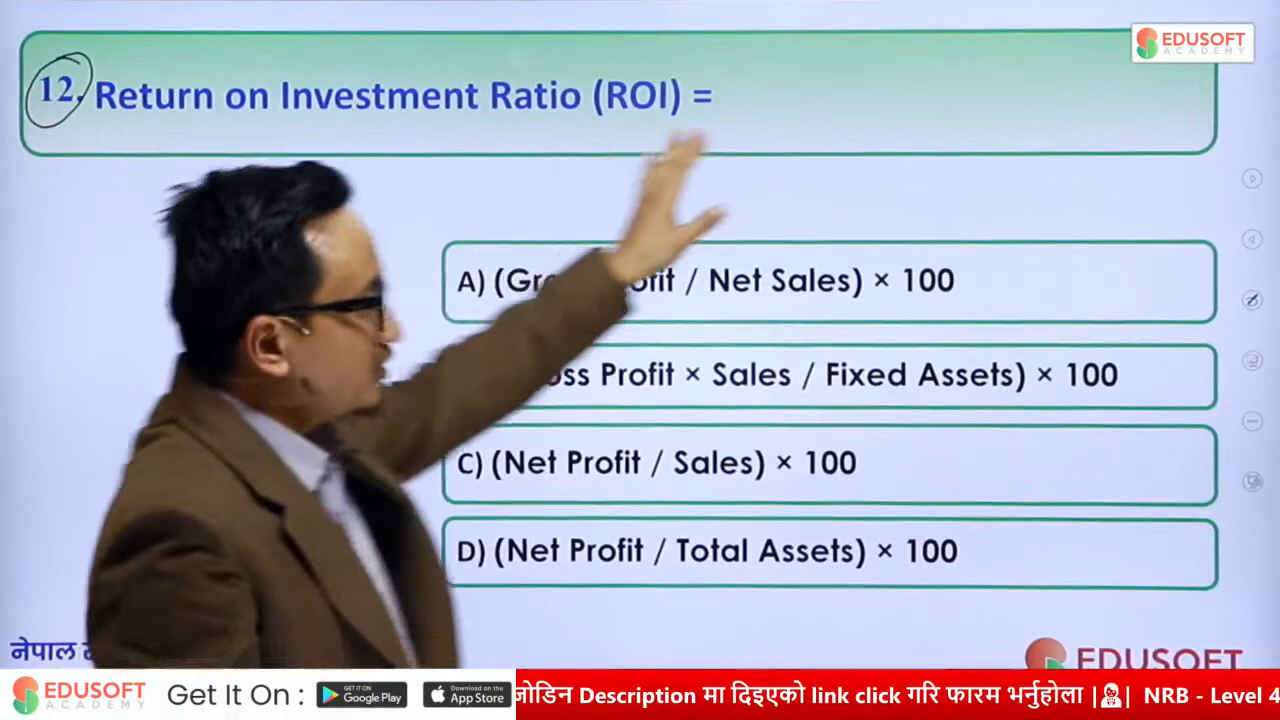 EDUSOFT
ACADEMY
12. Return on Investment Ratio (ROI) =
A) (Gro ofit / Net Sales) × 100
oss Profit × Sales / Fixed Assets) × 100
C) (Net Profit / Sales) × 100
D) (Net Profit / Total Assets) × 100
नेपाल
EDUSOFT
EDUSOFT
ACADEMY
Get It On :
GET IT ON
Google Play
Download on the
App Store
जोडिन Description मा दिइएको link click गरि फारम भर्नुहोला | | NRB - Level 4